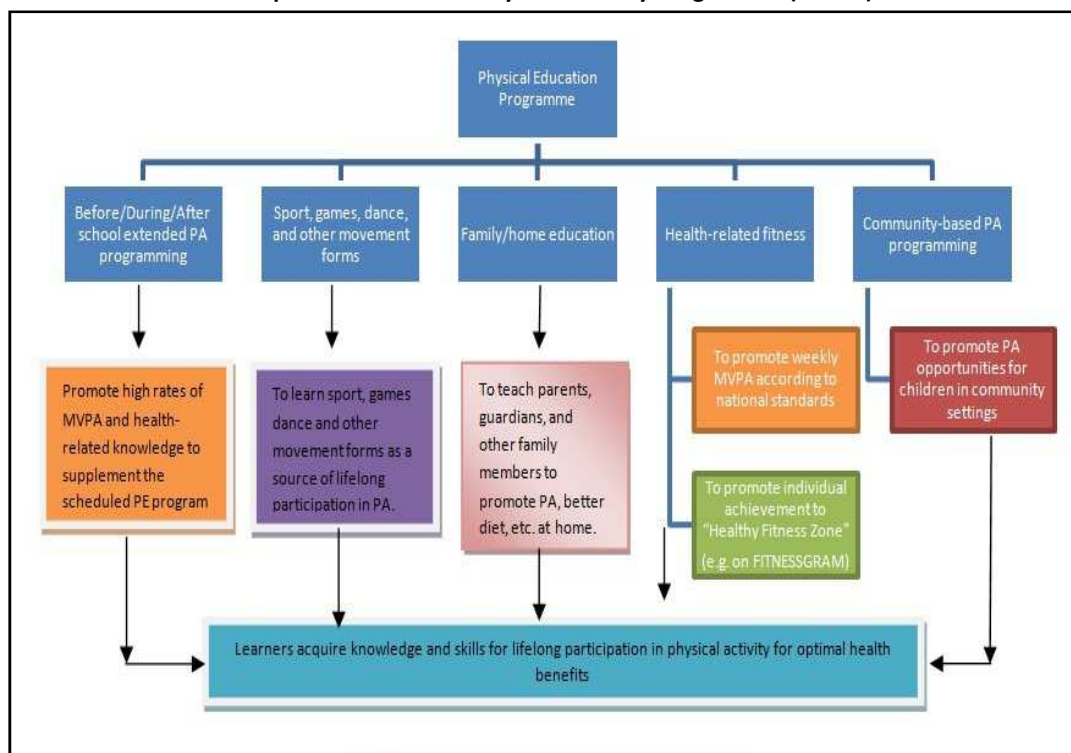 Physical Education
Programme
Before/During/After
school extended PA
programming
Sport, games, dance,
and other movement
forms
Family/home education
Health-related fitness
Community-based PA
programming
Promote high rates of
MVPA and health-
related knowledge to
supplement the
scheduled PE program
To learn sport, games
dance and other
movement forms as a
source of lifelong
participation in PA.
To teach parents,
guardians, and
other family
members to
promote PA, better
diet, etc. at home.
To promote weekly
MVPA according to
national standards
To promote individual
achievement to
“Healthy Fitness Zone”
(e.g. on FITNESSGRAM)
To promote PA
opportunities for
children in community
settings
Learners acquire knowledge and skills for lifelong participation in physical activity for optimal health
benefits